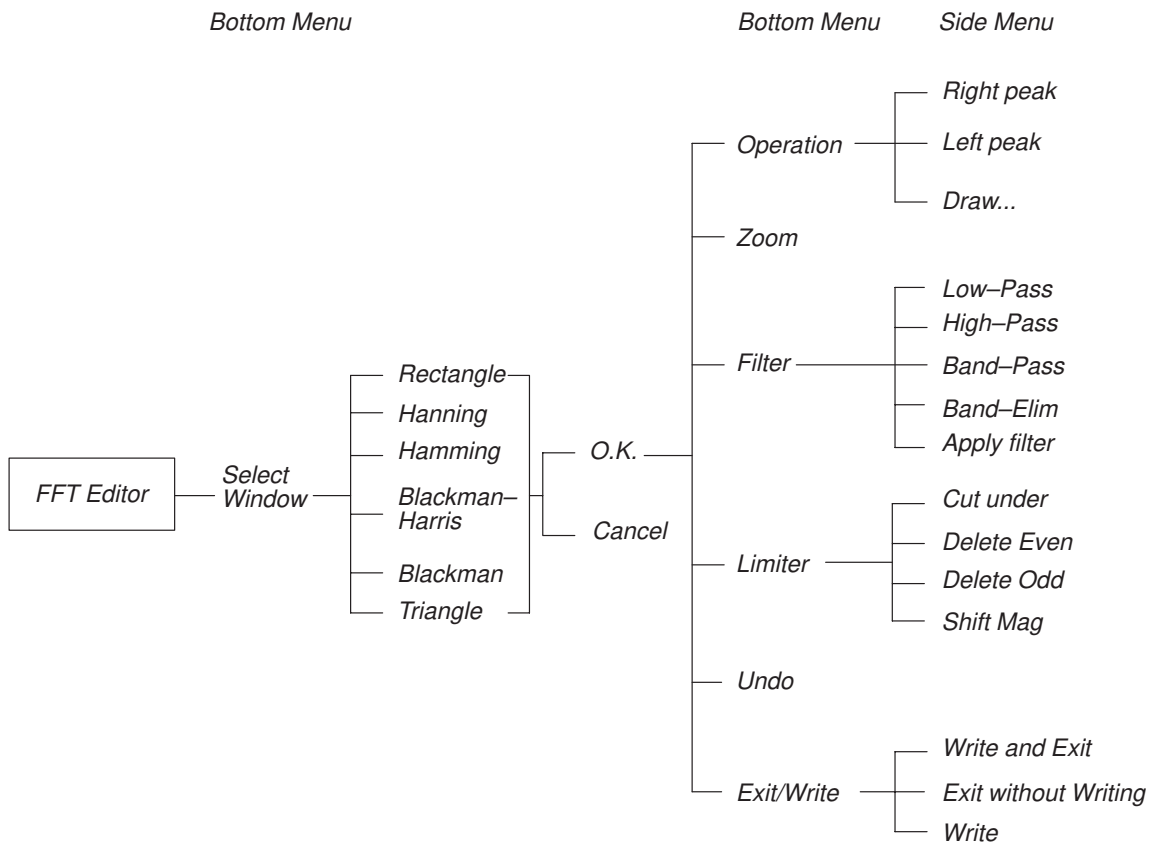 Bottom Menu
Bottom Menu
Side Menu
FFT Editor
Select
Window
Rectangle
Hanning
Hamming
Blackman–
Harris
Blackman
Triangle
O.K.
Cancel
Operation
Right peak
Left peak
Draw...
Zoom
Filter
Low–Pass
High–Pass
Band–Pass
Band–Elim
Apply filter
Limiter
Cut under
Delete Even
Delete Odd
Shift Mag
Undo
Exit/Write
Write and Exit
Exit without Writing
Write